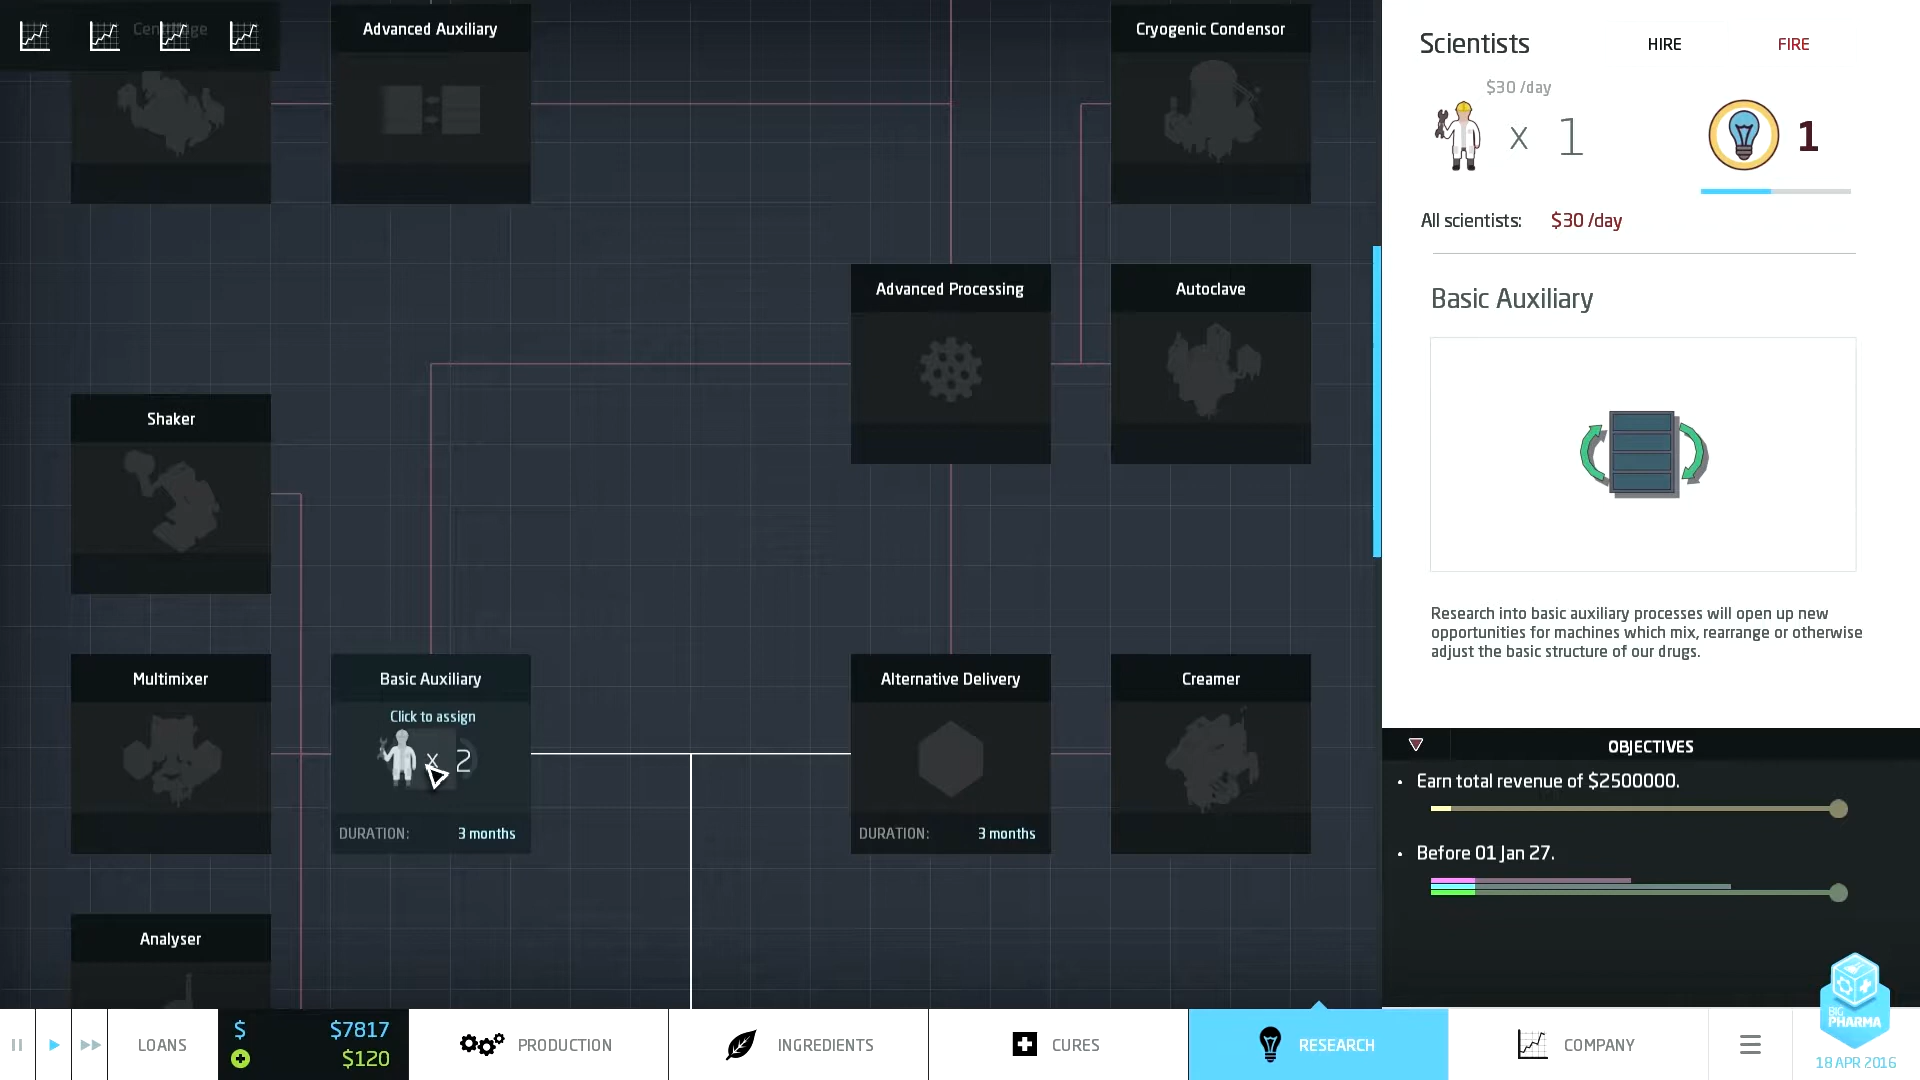 Centrifuge
Advanced Auxiliary
Cryogenic Condensor
Advanced Processing
Autoclave
Shaker
Multimixer
Basic Auxiliary
Click to assign
x 2
DURATION: 3 months
Alternative Delivery
DURATION: 3 months
Creamer
Analyser
Scientists
HIRE
FIRE
$30 /day
x 1
1
All scientists: $30 /day
Basic Auxiliary
Research into basic auxiliary processes will open up new
opportunities for machines which mix, rearrange or otherwise
adjust the basic structure of our drugs.
OBJECTIVES
• Earn total revenue of $2500000.
• Before 01 Jan 27.
LOANS
$ $7817
$120
PRODUCTION
INGREDIENTS
CURES
RESEARCH
COMPANY
BIG
PHARMA
18 APR 2016